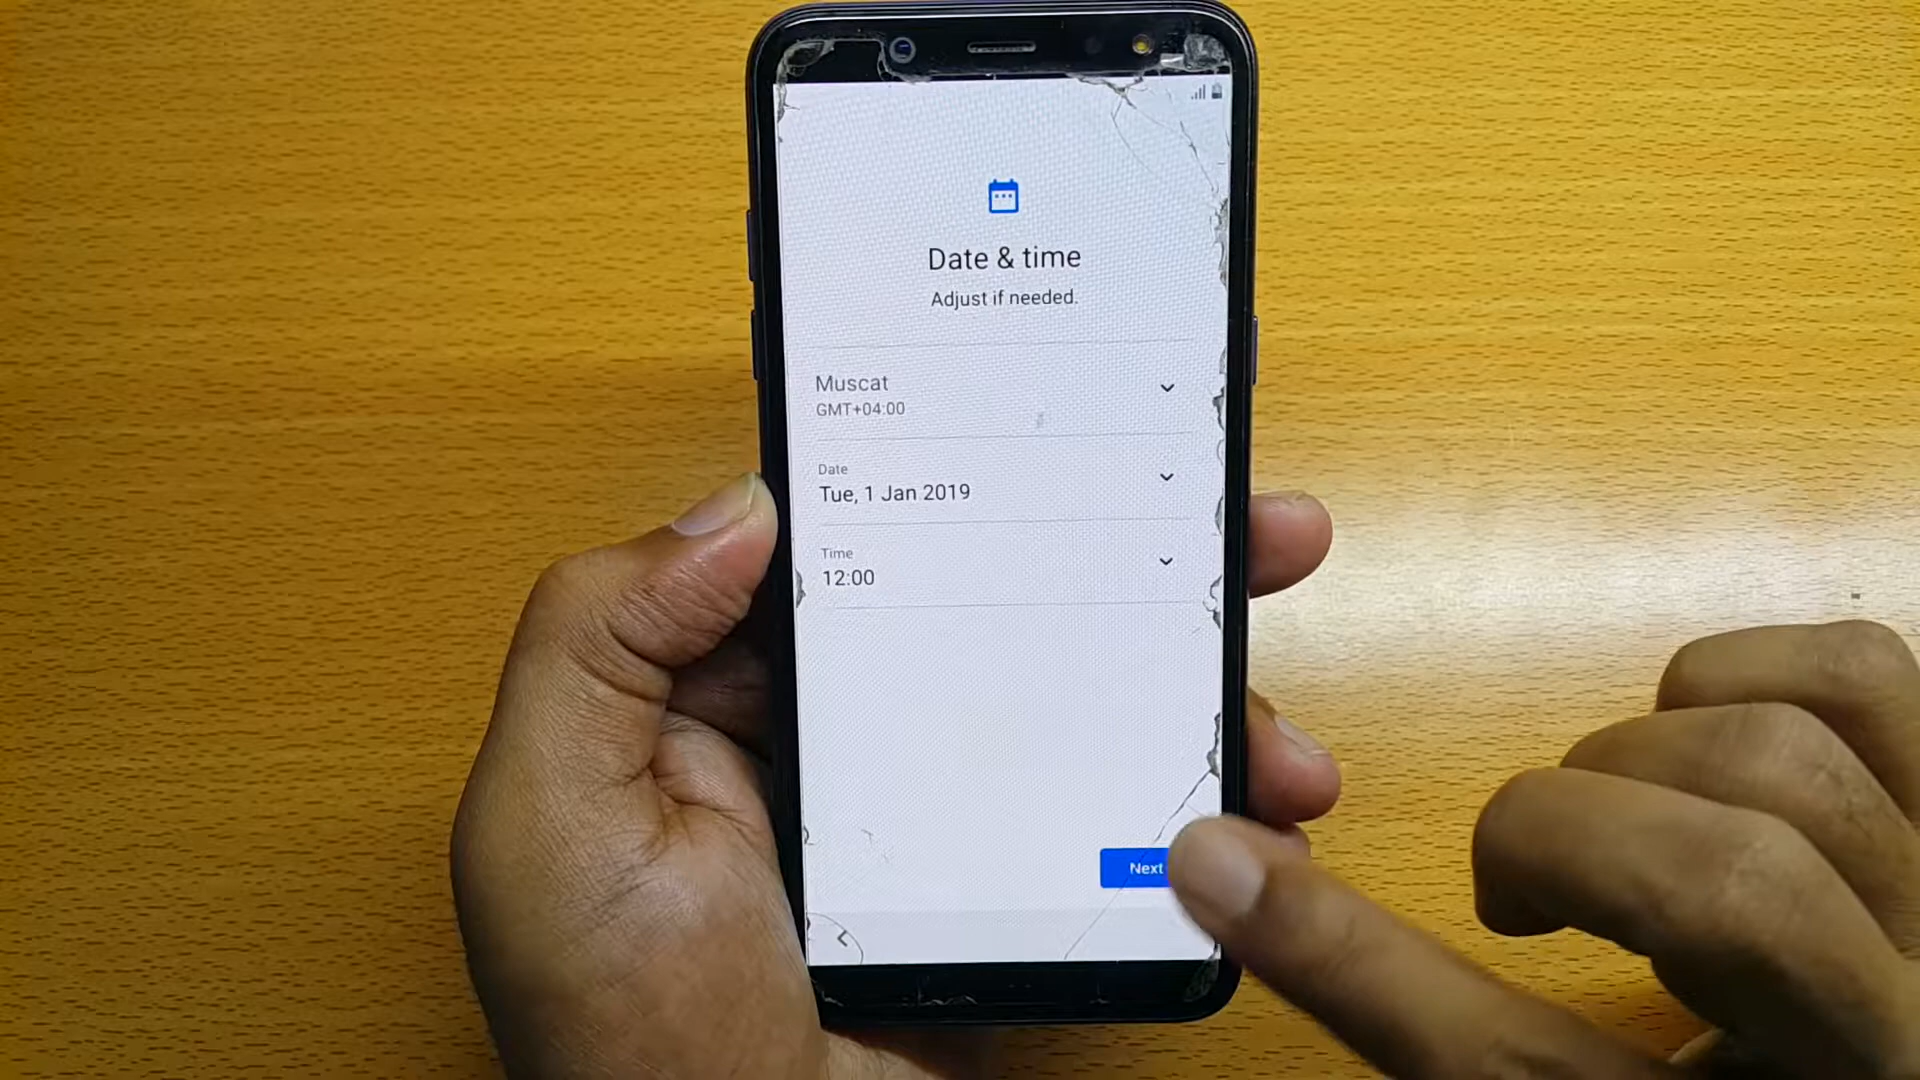 Date & time
Adjust if needed.
Muscat
GMT+04:00
Date
Tue, 1 Jan 2019
Time
12:00
Next